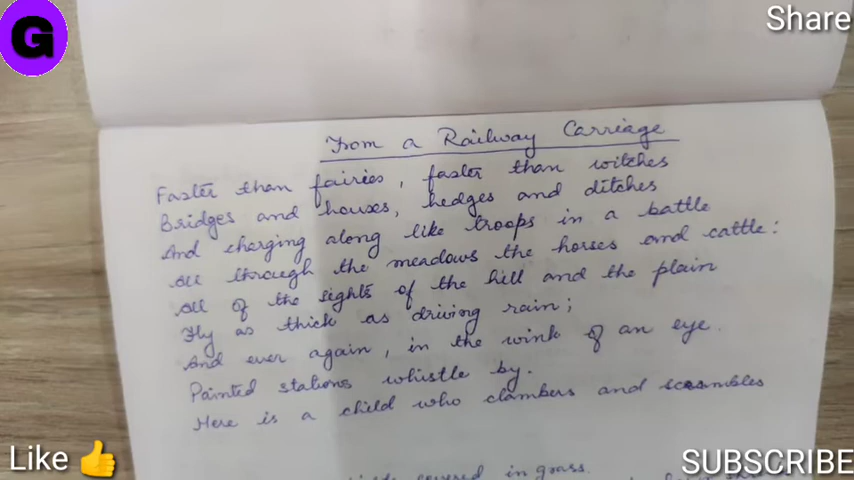 G
Share
From a Railway Carriage
Faster than fairies, faster than witches
Bridges and houses, hedges and ditches
And charging along like troops in a battle
All through the meadows the horses and cattle:
All of the sights of the hill and the plain
Fly as thick as driving rain;
And ever again, in the wink of an eye.
Painted stations whistle by.
Here is a child who clambers and scrambles
covered in grass.
Like 👍
SUBSCRIBE